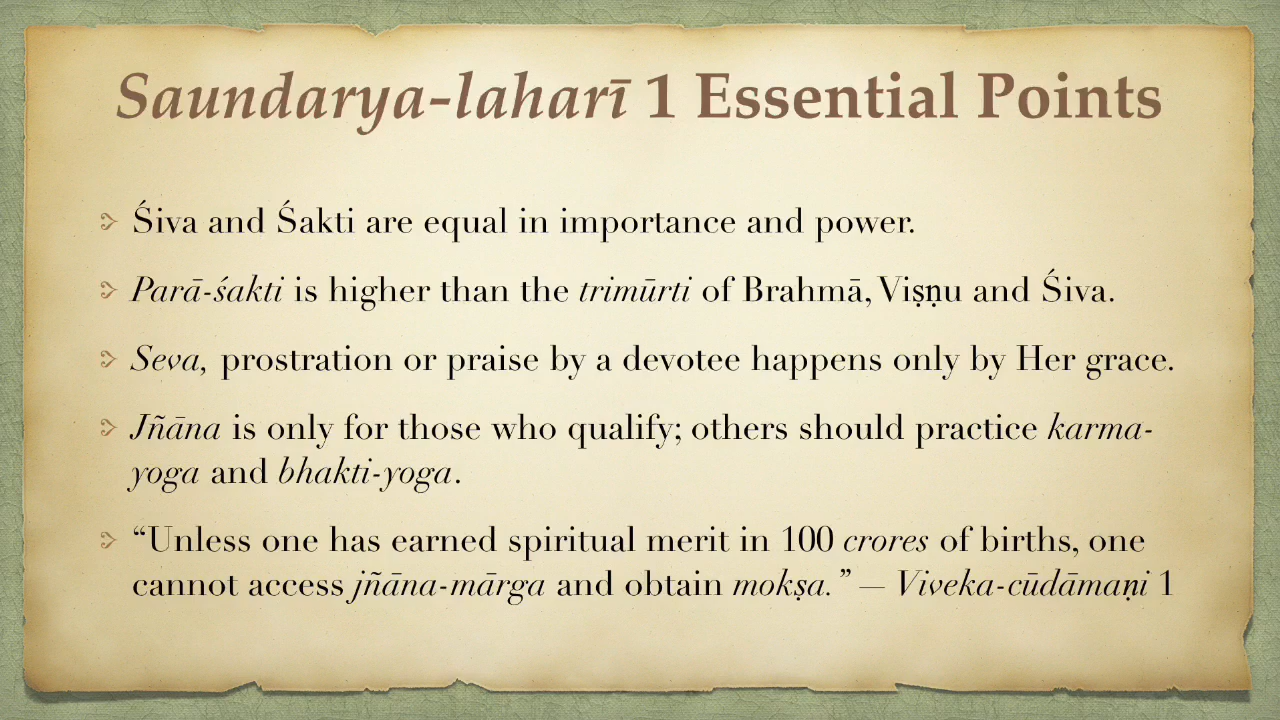 Saundarya-laharī 1 Essential Points
Śiva and Śakti are equal in importance and power.
Parā-śakti is higher than the trimūrti of Brahmā, Viṣṇu and Śiva.
Seva, prostration or praise by a devotee happens only by Her grace.
Jñāna is only for those who qualify; others should practice karma-
yoga and bhakti-yoga.
“Unless one has earned spiritual merit in 100 crores of births, one
cannot access jñāna-mārga and obtain mokṣa.” — Viveka-cūdāmaṇi 1